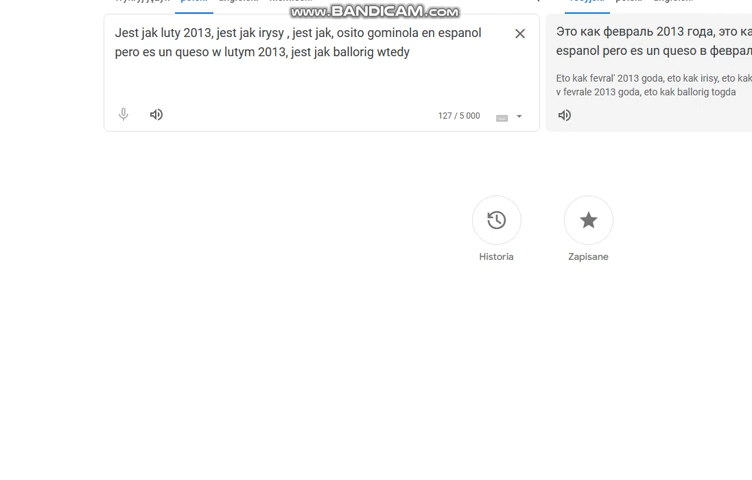 www.BANDICAM.com
Jest jak luty 2013, jest jak irysy , jest jak, osito gominola en espanol
pero es un queso w lutym 2013, jest jak ballorig wtedy
127 / 5 000
Это как февраль 2013 года, это ка
espanol pero es un queso в феврал
Eto kak fevral' 2013 goda, eto kak irisy, eto kak
v fevrale 2013 goda, eto kak ballorig togda
Historia
Zapisane